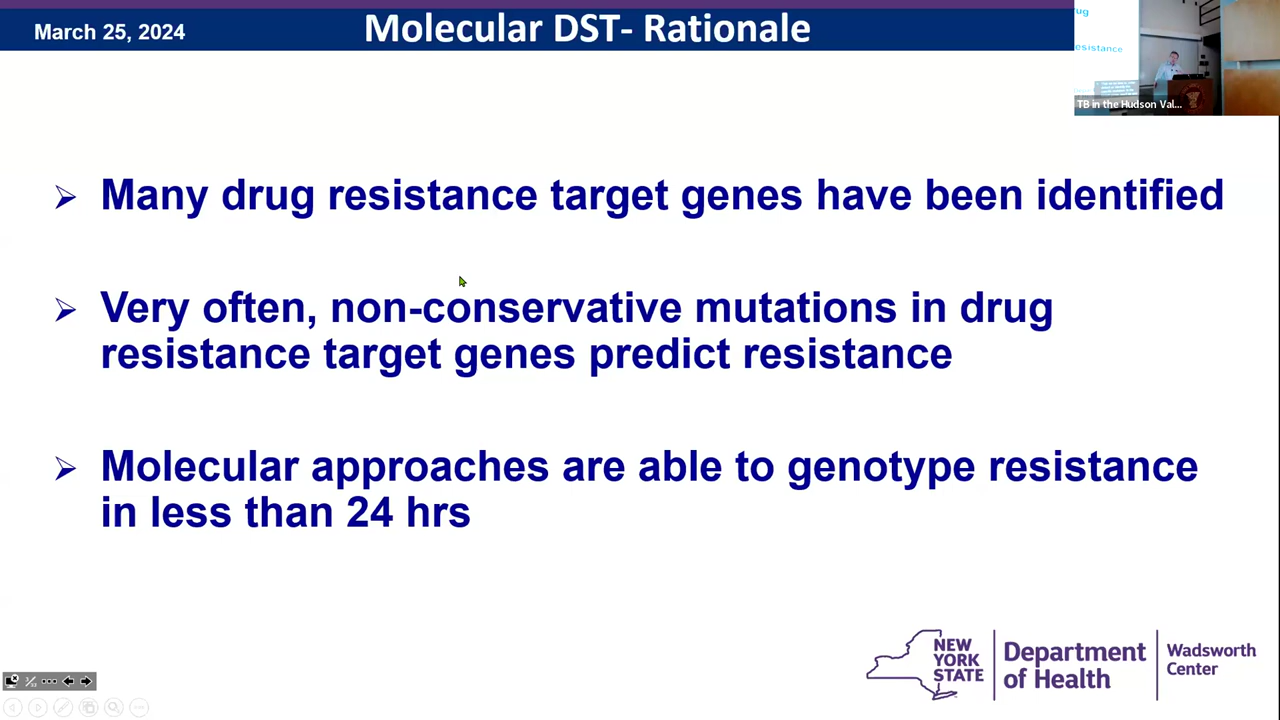 March 25, 2024
Molecular DST- Rationale
ug
esistance
TB in the Hudson Val...
Many drug resistance target genes have been identified
Very often, non-conservative mutations in drug
resistance target genes predict resistance
Molecular approaches are able to genotype resistance
in less than 24 hrs
NEW
YORK
STATE
Department
of Health
Wadsworth
Center